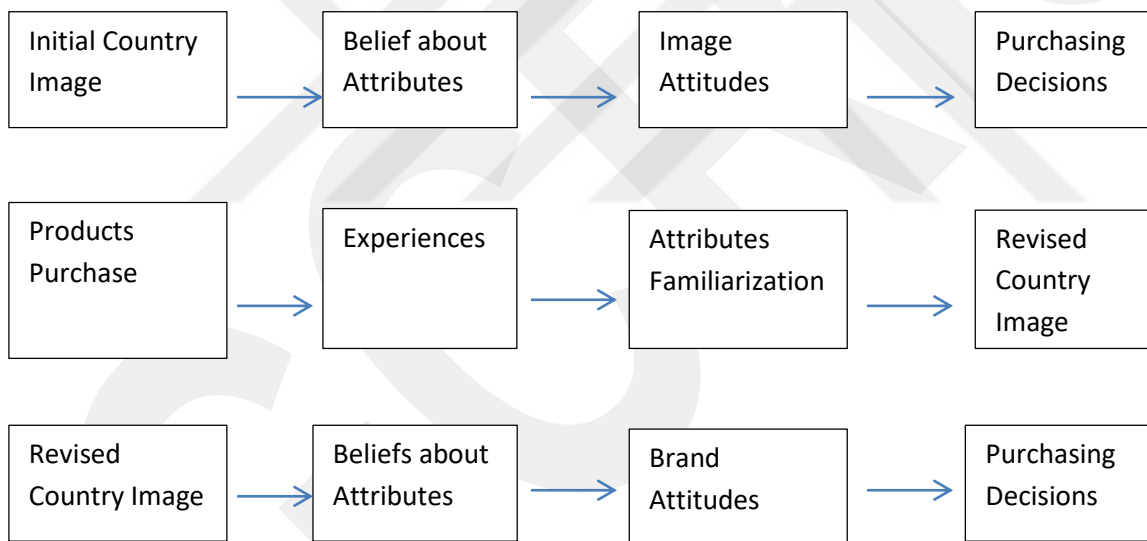 Initial Country
Image
Belief about
Attributes
Image
Attitudes
Purchasing
Decisions
Products
Purchase
Experiences
Attributes
Familiarization
Revised
Country
Image
Revised
Country Image
Beliefs about
Attributes
Brand
Attitudes
Purchasing
Decisions